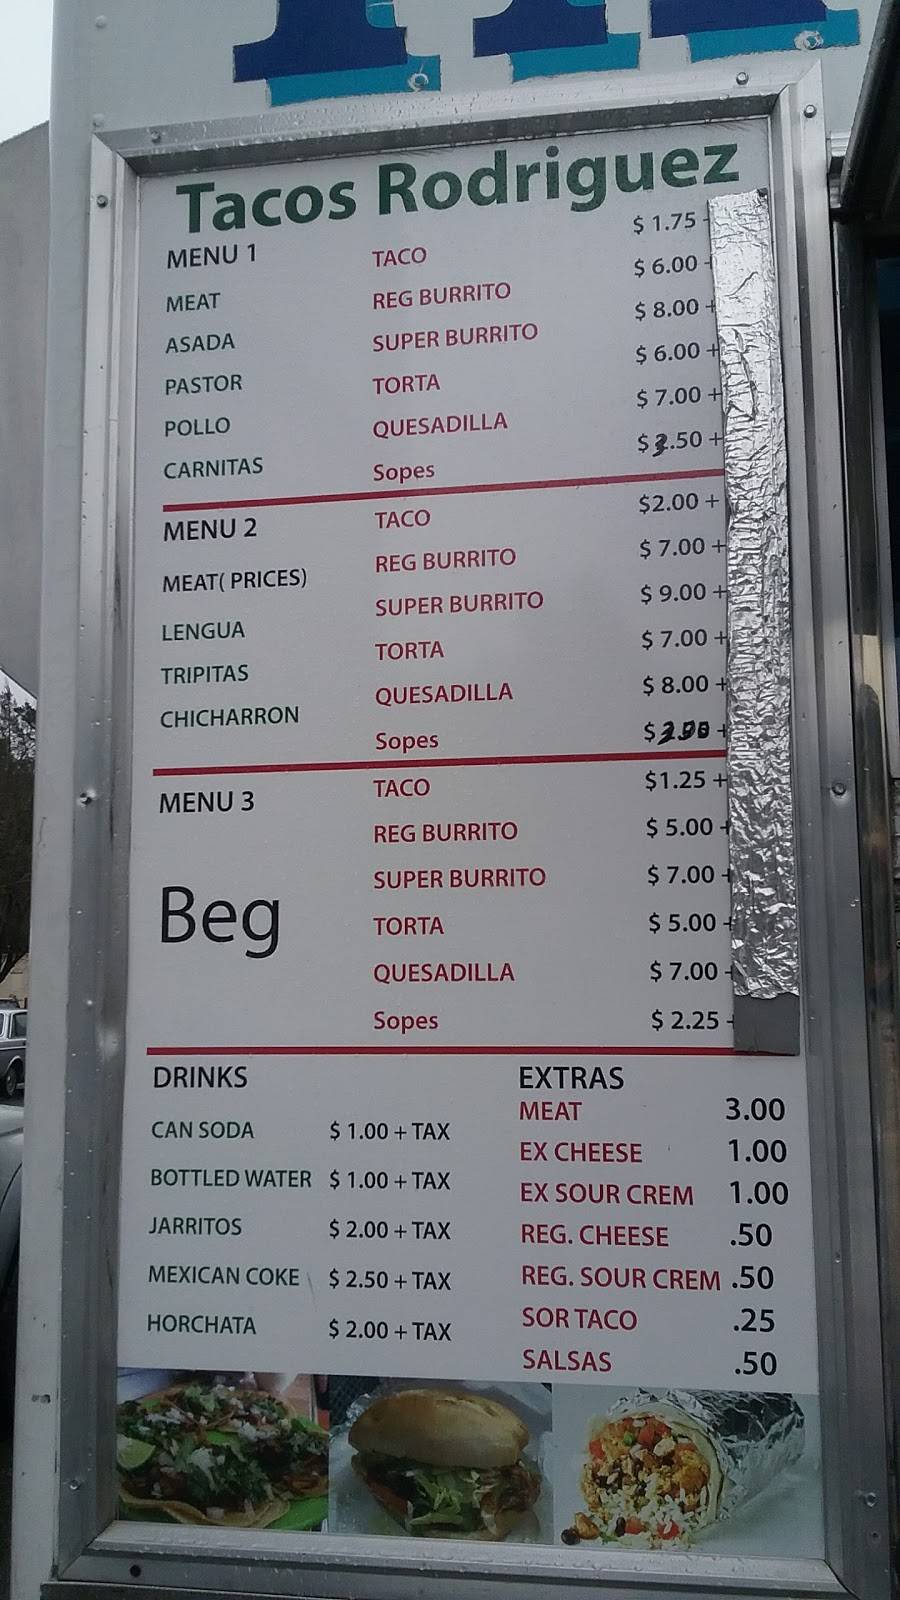 Tacos Rodriguez
MENU 1
MEAT
ASADA
PASTOR
POLLO
CARNITAS
TACO $ 1.75
REG BURRITO $ 6.00
SUPER BURRITO $ 8.00 +
TORTA $ 6.00 +
QUESADILLA $ 7.00 +
Sopes $ 3.50 +
MENU 2
MEAT( PRICES)
LENGUA
TRIPITAS
CHICHARRON
TACO $2.00 +
REG BURRITO $ 7.00 +
SUPER BURRITO $ 9.00 +
TORTA $ 7.00 +
QUESADILLA $ 8.00 +
Sopes $ +
MENU 3
Beg
TACO $1.25 +
REG BURRITO $ 5.00 +
SUPER BURRITO $ 7.00
TORTA $ 5.00 +
QUESADILLA $ 7.00
Sopes $ 2.25
DRINKS
CAN SODA $ 1.00 + TAX
BOTTLED WATER $ 1.00 + TAX
JARRITOS $ 2.00 + TAX
MEXICAN COKE $ 2.50 + TAX
HORCHATA $ 2.00 + TAX
EXTRAS
MEAT 3.00
EX CHEESE 1.00
EX SOUR CREM 1.00
REG. CHEESE .50
REG. SOUR CREM .50
SOR TACO .25
SALSAS .50